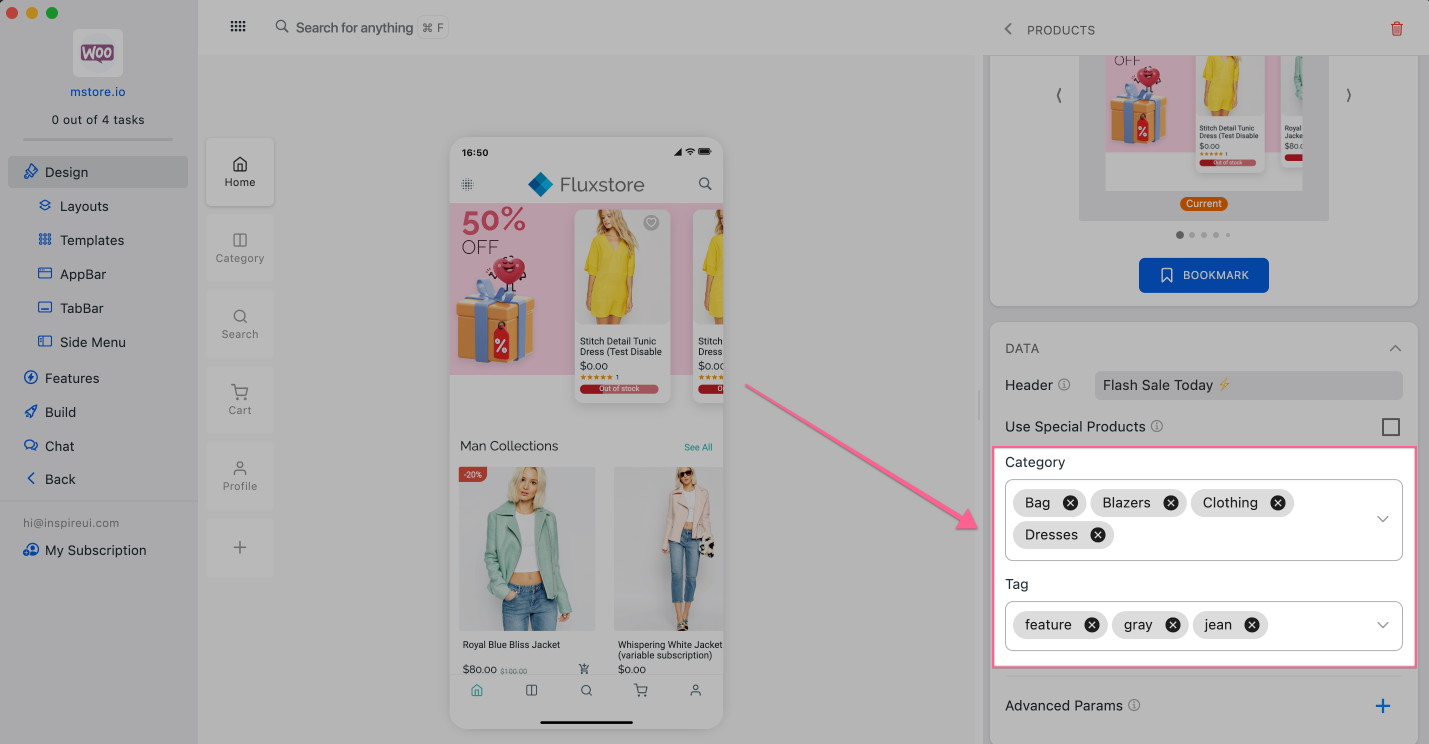 WOO
mstore.io
0 out of 4 tasks
Design
Layouts
Templates
AppBar
TabBar
Side Menu
Features
Build
Chat
Back
hi@inspireui.com
My Subscription
Search for anything ⌘ F
Home
Category
Search
Cart
Profile
16:50
Fluxstore
50%
OFF
%
Stitch Detail Tunic
Dress (Test Disable
$0.00
1
Out of stock
Stitch D
Dress (
$0.00
O
Man Collections
See All
-20%
Royal Blue Bliss Jacket
$80.00 $100.00
Whispering White Jacket
(variable subscription)
$0.00
PRODUCTS
OFF
%
Stitch Detail Tunic
Dress (Test Disable
$0.00
1
Out of stock
Royal
Jacke
$80.
Current
BOOKMARK
DATA
Header
Flash Sale Today ⚡
Use Special Products
Category
Bag
Blazers
Clothing
Dresses
Tag
feature
gray
jean
Advanced Params